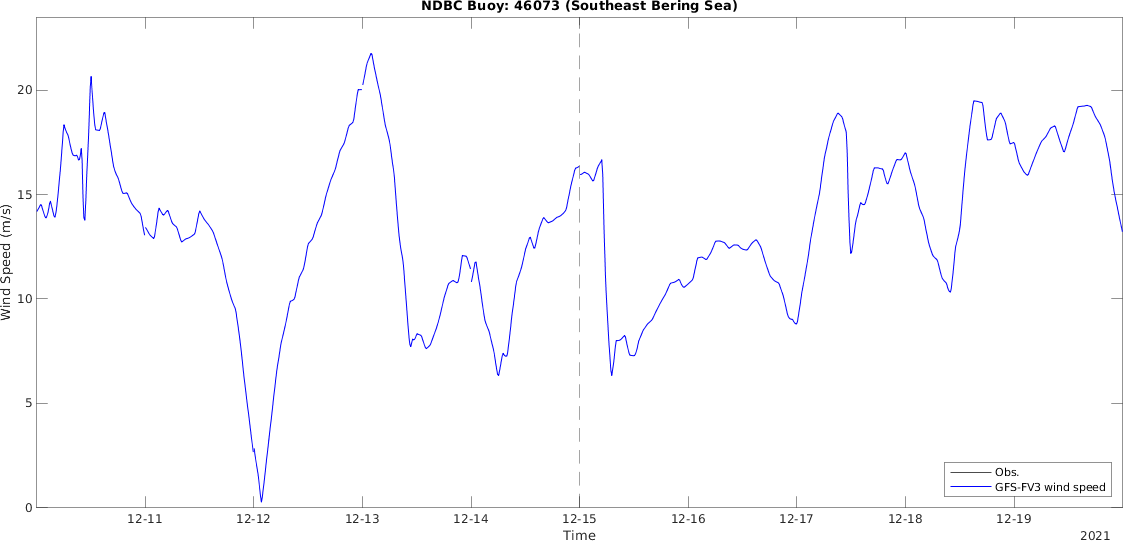 NDBC Buoy: 46073 (Southeast Bering Sea)
Wind Speed (m/s)
20
15
10
5
0
Obs.
GFS-FV3 wind speed
12-11 12-12 12-13 12-14 12-15 12-16 12-17 12-18 12-19
Time
2021